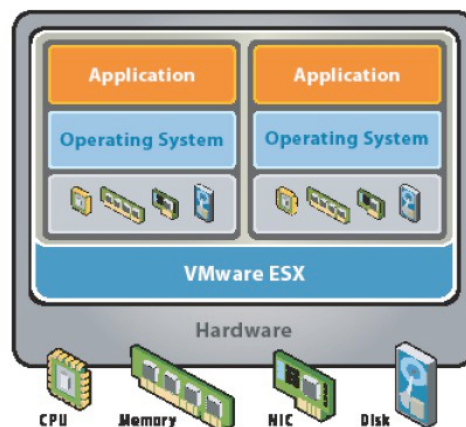 Application Application
Operating System Operating System
VMware ESX
Hardware
CPU Memory NIC Disk